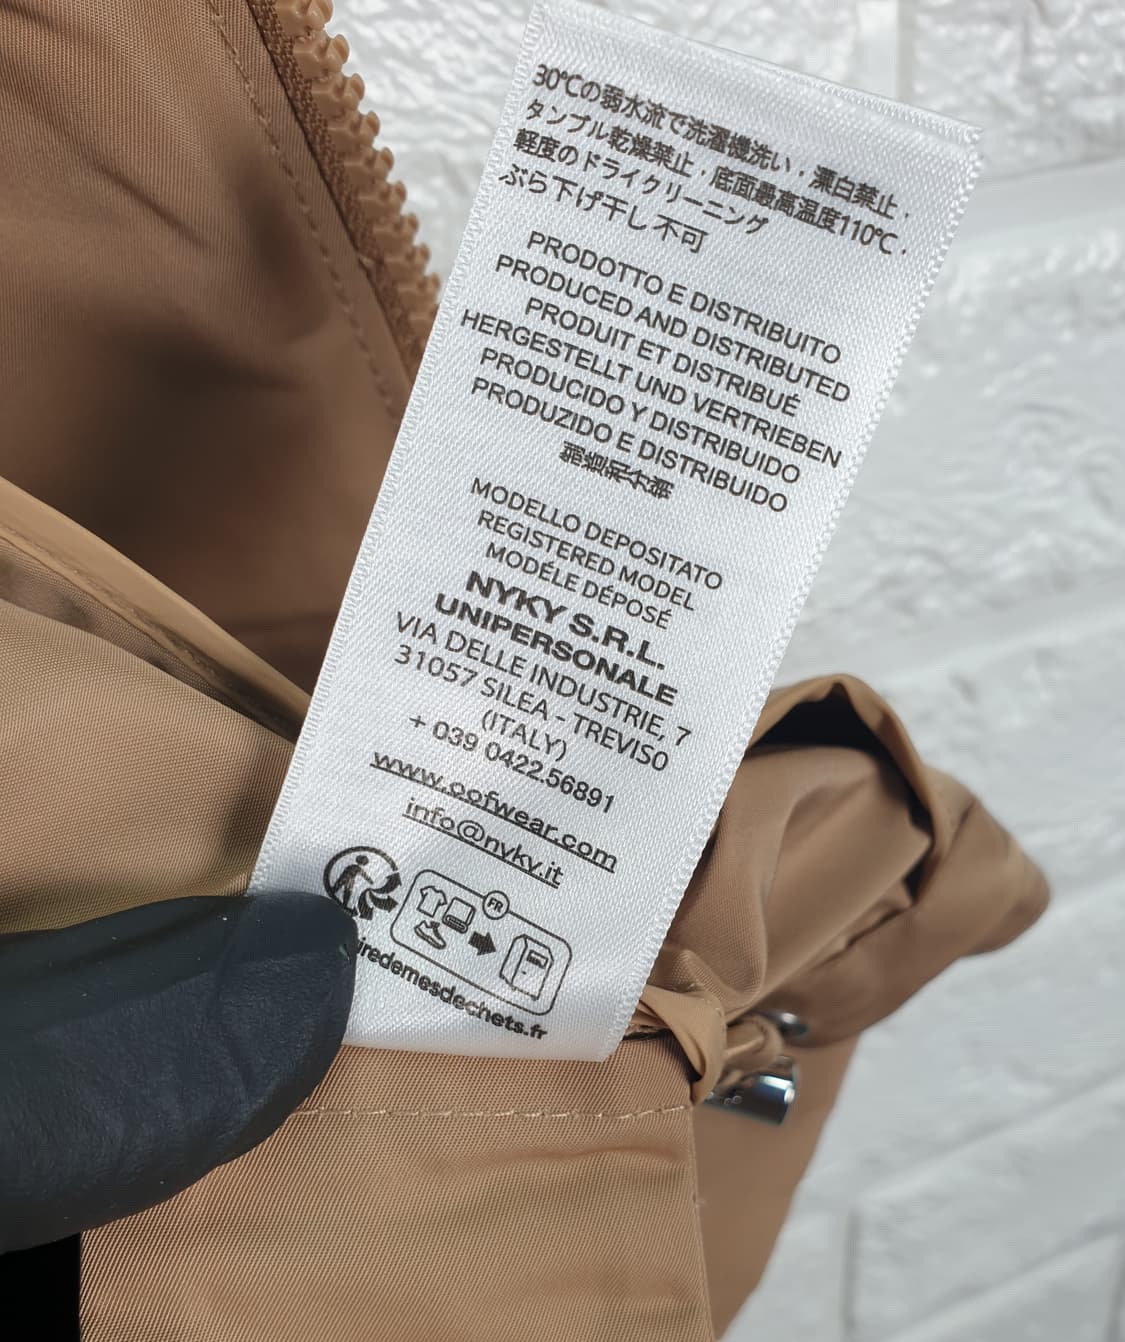 30℃の弱水流で洗濯機洗い，漂白禁止，
タンブル乾燥禁止，底面最高温度110℃，
軽度のドライクリーニング
ぶら下げ干し不可
PRODOTTO E DISTRIBUITO
PRODUCED AND DISTRIBUTED
PRODUIT ET DISTRIBUÉ
HERGESTELLT UND VERTRIEBEN
PRODUCIDO Y DISTRIBUIDO
PRODUZIDO E DISTRIBUIDO
MODELLO DEPOSITATO
REGISTERED MODEL
MODÉLE DÉPOSÉ
NYKY S.R.L.
UNIPERSONALE
VIA DELLE INDUSTRIE, 7
31057 SILEA - TREVISO
(ITALY)
+ 039 0422.56891
www.oofwear.com
info@nyky.it
FR
iredemesdechets.fr